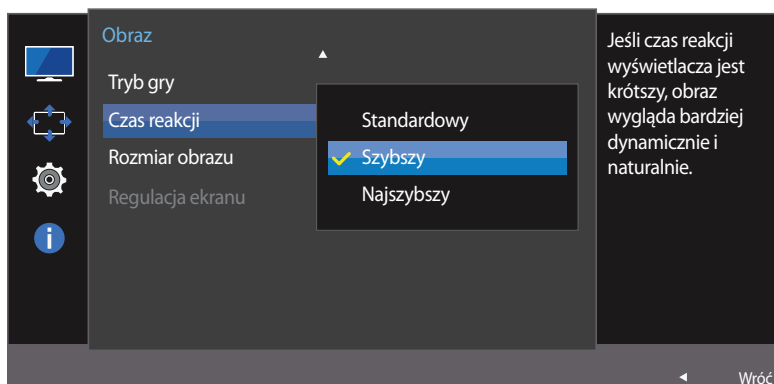 Obraz
Tryb gry
Czas reakcji
Rozmiar obrazu
Regulacja ekranu
Standardowy
Szybszy
Najszybszy
Jeśli czas reakcji
wyświetlacza jest
krótszy, obraz
wygląda bardziej
dynamicznie i
naturalnie.
Wróć